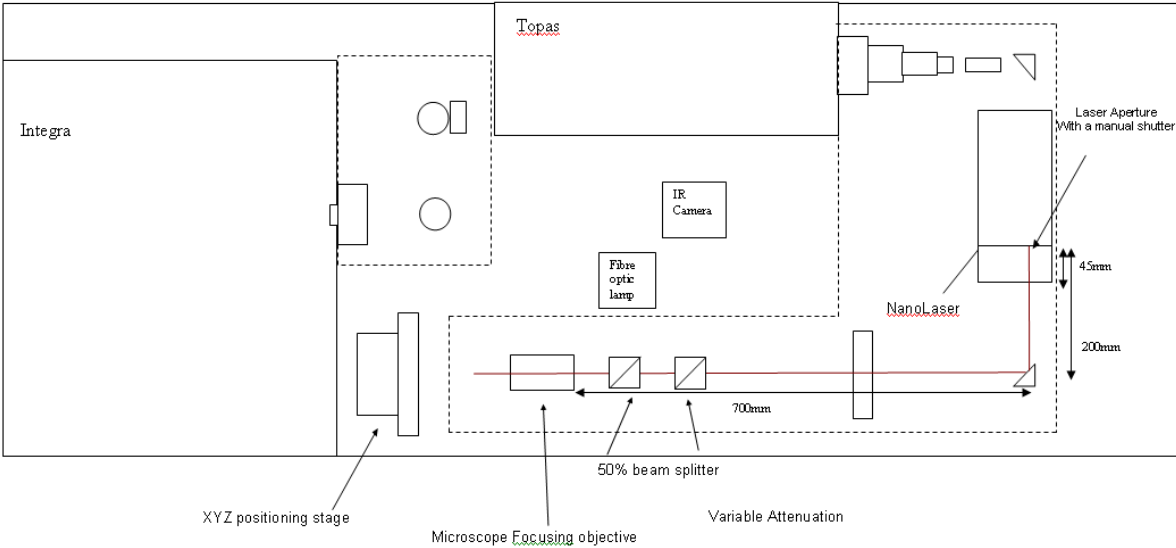 Topas
Integra
Laser Aperture
With a manual shutter
IR
Camera
Fibre
optic
lamp
45mm
NanoLaser
200mm
700mm
50% beam splitter
XYZ positioning stage
Variable Attenuation
Microscope Focusing objective